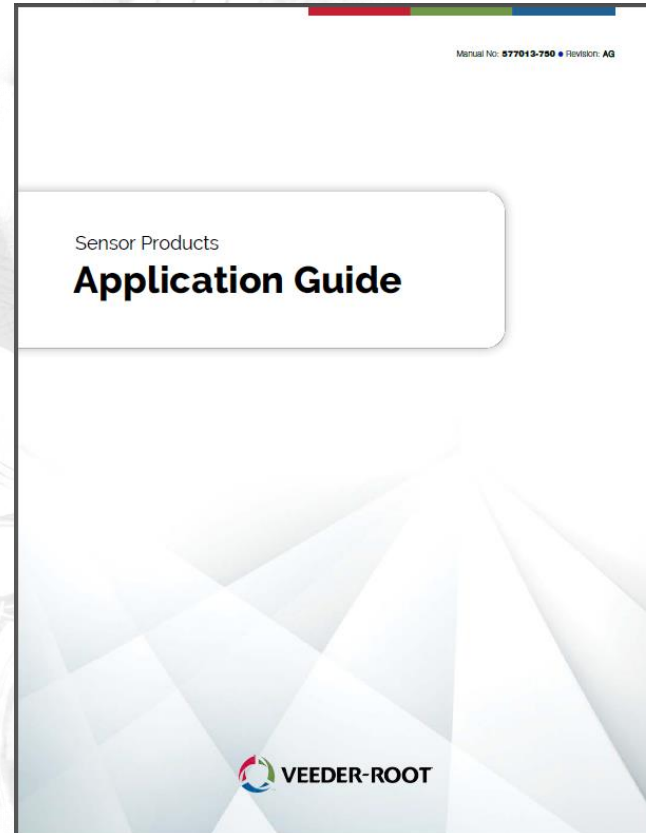 Manual No: 577013-750 ● Revision: AG
Sensor Products
Application Guide
VEEDER-ROOT